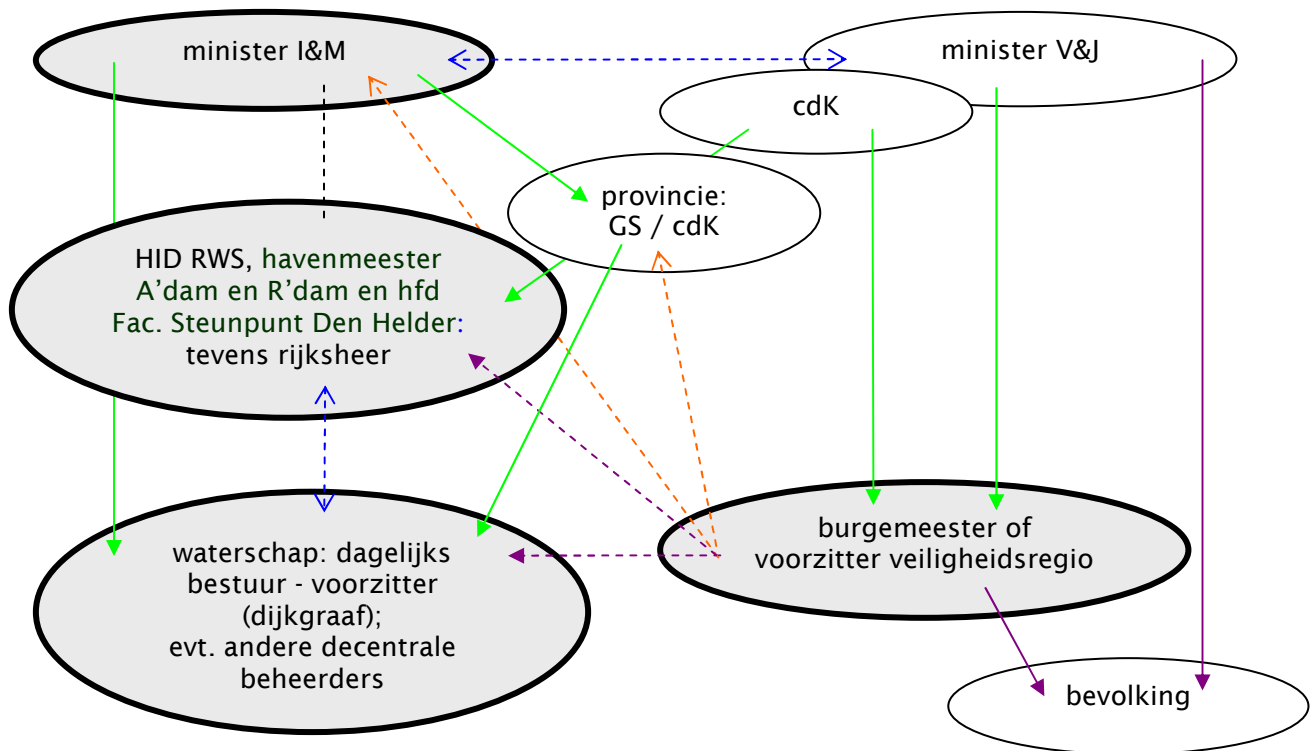 minister I&M
minister V&J
cdK
provincie:
GS / cdK
HID RWS, havenmeester
A’dam en R’dam en hfd
Fac. Steunpunt Den Helder:
tevens rijksheer
burgemeester of
voorzitter veiligheidsregio
waterschap: dagelijks
bestuur - voorzitter
(dijkgraaf);
evt. andere decentrale
beheerders
bevolking